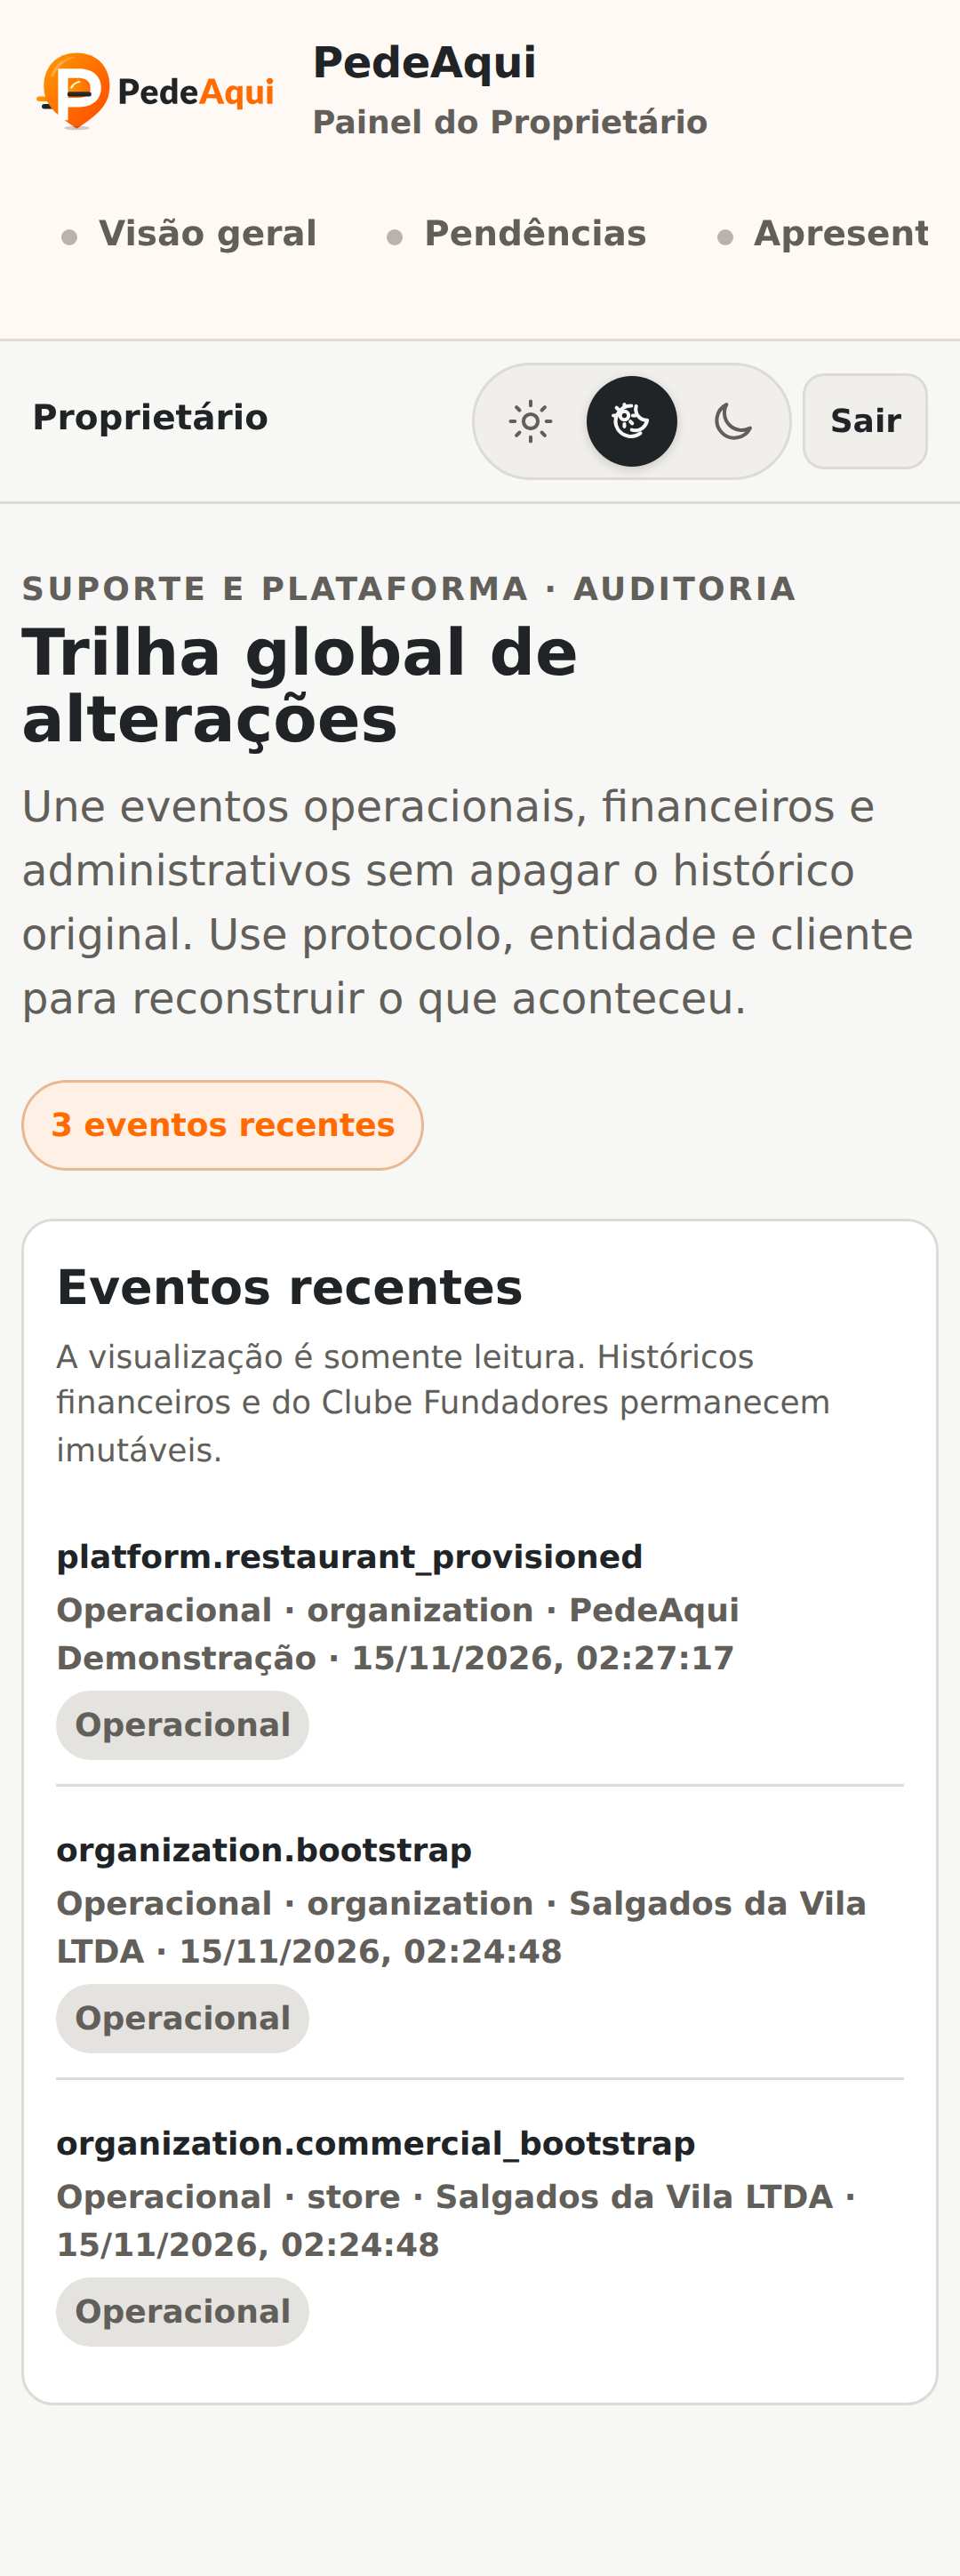 PedeAqui
PedeAqui
Painel do Proprietário
Visão geral
Pendências
Apresent
Proprietário
Sair
SUPORTE E PLATAFORMA · AUDITORIA
Trilha global de
alterações
Une eventos operacionais, financeiros e
administrativos sem apagar o histórico
original. Use protocolo, entidade e cliente
para reconstruir o que aconteceu.
3 eventos recentes
Eventos recentes
A visualização é somente leitura. Históricos
financeiros e do Clube Fundadores permanecem
imutáveis.
platform.restaurant_provisioned
Operacional · organization · PedeAqui
Demonstração · 15/11/2026, 02:27:17
Operacional
organization.bootstrap
Operacional · organization · Salgados da Vila
LTDA · 15/11/2026, 02:24:48
Operacional
organization.commercial_bootstrap
Operacional · store · Salgados da Vila LTDA ·
15/11/2026, 02:24:48
Operacional